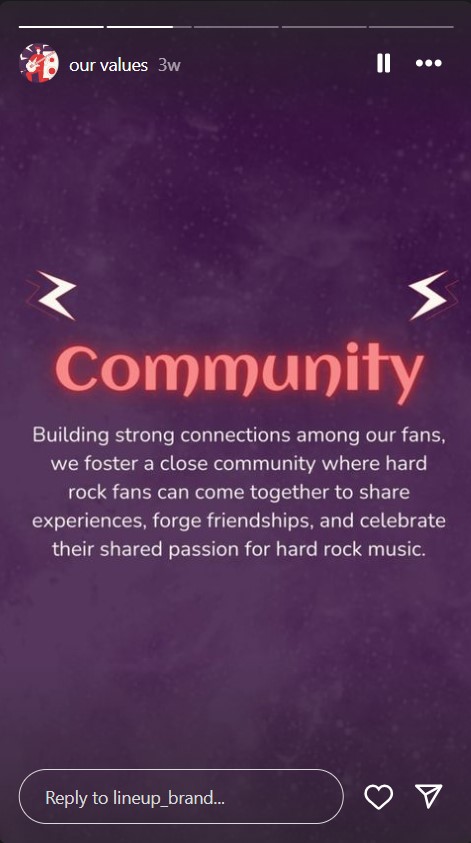 our values 3w
Community
Building strong connections among our fans,
we foster a close community where hard
rock fans can come together to share
experiences, forge friendships, and celebrate
their shared passion for hard rock music.
Reply to lineup_brand...